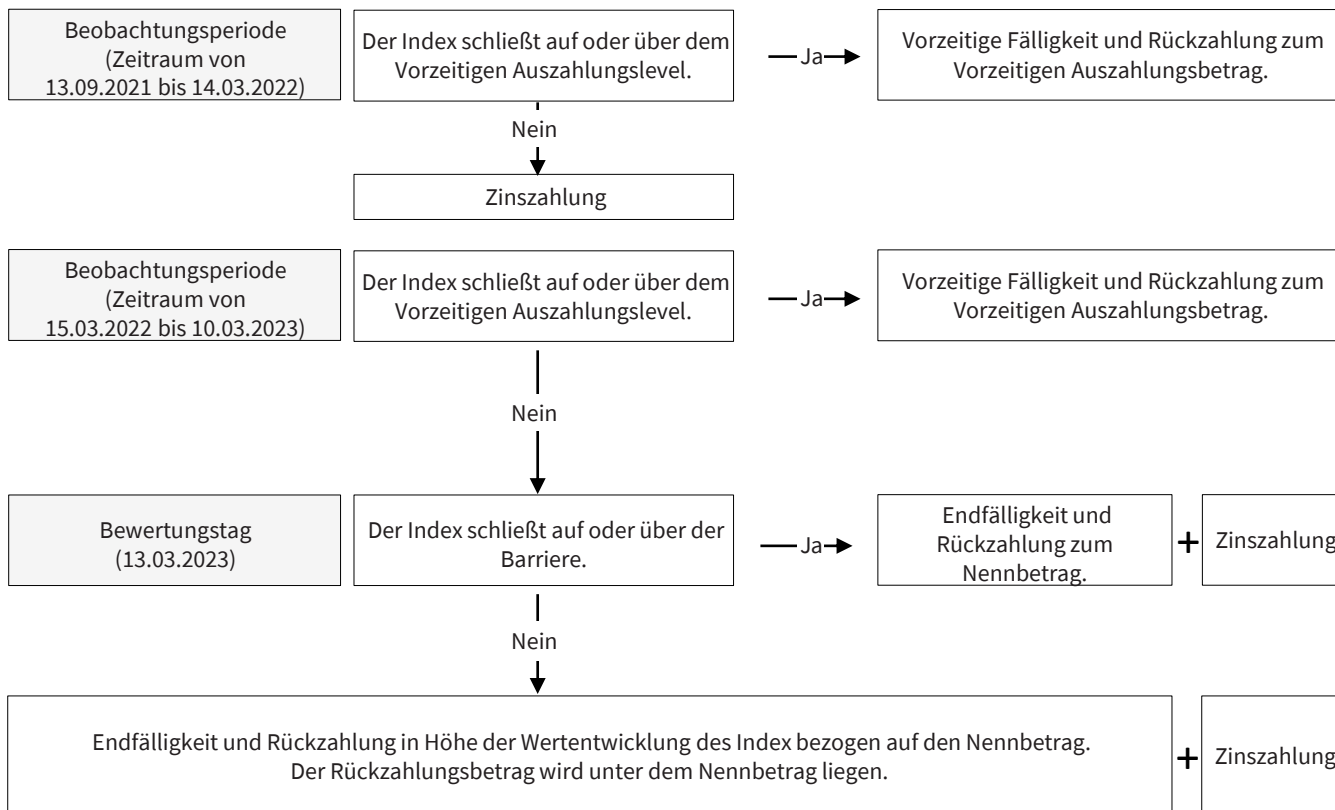 Beobachtungsperiode
(Zeitraum von
13.09.2021 bis 14.03.2022)
Der Index schließt auf oder über dem
Vorzeitigen Auszahlungslevel.
Ja
Vorzeitige Fälligkeit und Rückzahlung zum
Vorzeitigen Auszahlungsbetrag.
Nein
Zinszahlung
Beobachtungsperiode
(Zeitraum von
15.03.2022 bis 10.03.2023)
Der Index schließt auf oder über dem
Vorzeitigen Auszahlungslevel.
Ja
Vorzeitige Fälligkeit und Rückzahlung zum
Vorzeitigen Auszahlungsbetrag.
Nein
Bewertungstag
(13.03.2023)
Der Index schließt auf oder über der
Barriere.
Ja
Endfälligkeit und
Rückzahlung zum
Nennbetrag.
+
Zinszahlung
Nein
Endfälligkeit und Rückzahlung in Höhe der Wertentwicklung des Index bezogen auf den Nennbetrag.
Der Rückzahlungsbetrag wird unter dem Nennbetrag liegen.
+
Zinszahlung